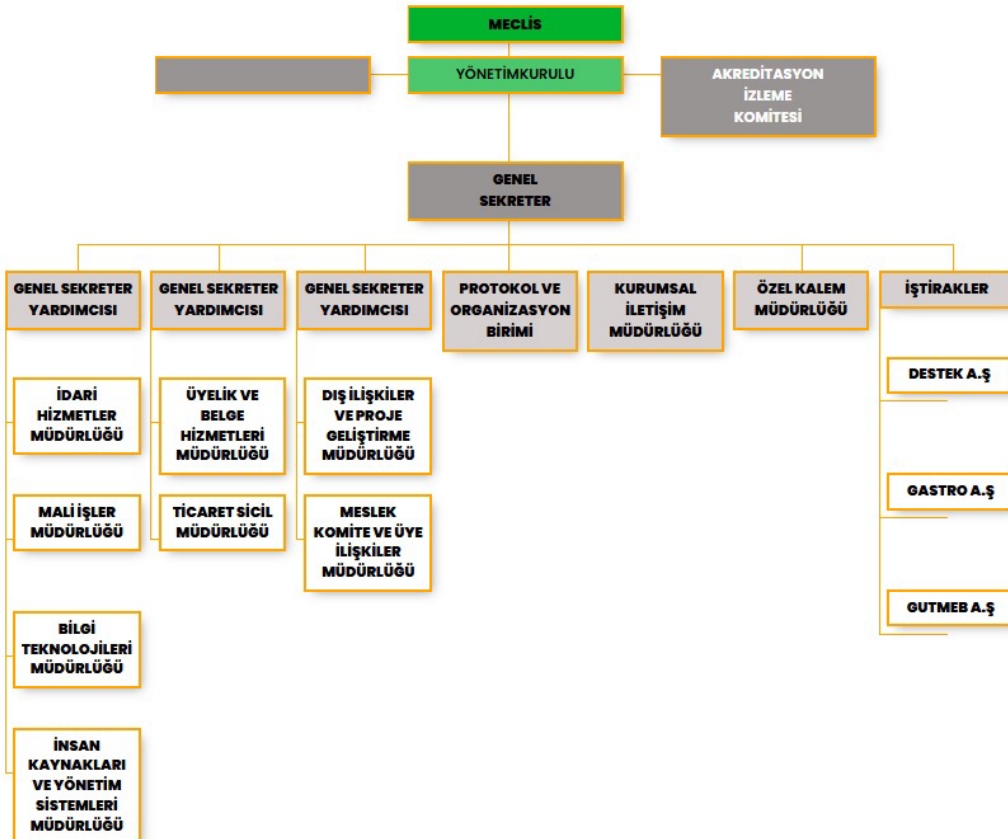 MECLİS
YÖNETİMKURULU
AKREDİTASYON
İZLEME
KOMİTESİ
GENEL
SEKRETER
GENEL SEKRETER
YARDIMCISI
GENEL SEKRETER
YARDIMCISI
GENEL SEKRETER
YARDIMCISI
PROTOKOL VE
ORGANİZASYON
BİRİMİ
KURUMSAL
İLETİŞİM
MÜDÜRLÜĞÜ
ÖZEL KALEM
MÜDÜRLÜĞÜ
İŞTİRAKLER
İDARİ
HİZMETLER
MÜDÜRLÜĞÜ
ÜYELİK VE
BELGE
HİZMETLERİ
MÜDÜRLÜĞÜ
DIŞ İLİŞKİLER
VE PROJE
GELİŞTİRME
MÜDÜRLÜĞÜ
DESTEK A.Ş
MALİ İŞLER
MÜDÜRLÜĞÜ
TİCARET SİCİL
MÜDÜRLÜĞÜ
MESLEK
KOMİTE VE ÜYE
İLİŞKİLER
MÜDÜRLÜĞÜ
GASTRO A.Ş
BİLGİ
TEKNOLOJİLERİ
MÜDÜRLÜĞÜ
GUTMEB A.Ş
İNSAN
KAYNAKLARI
VE YÖNETİM
SİSTEMLERİ
MÜDÜRLÜĞÜ